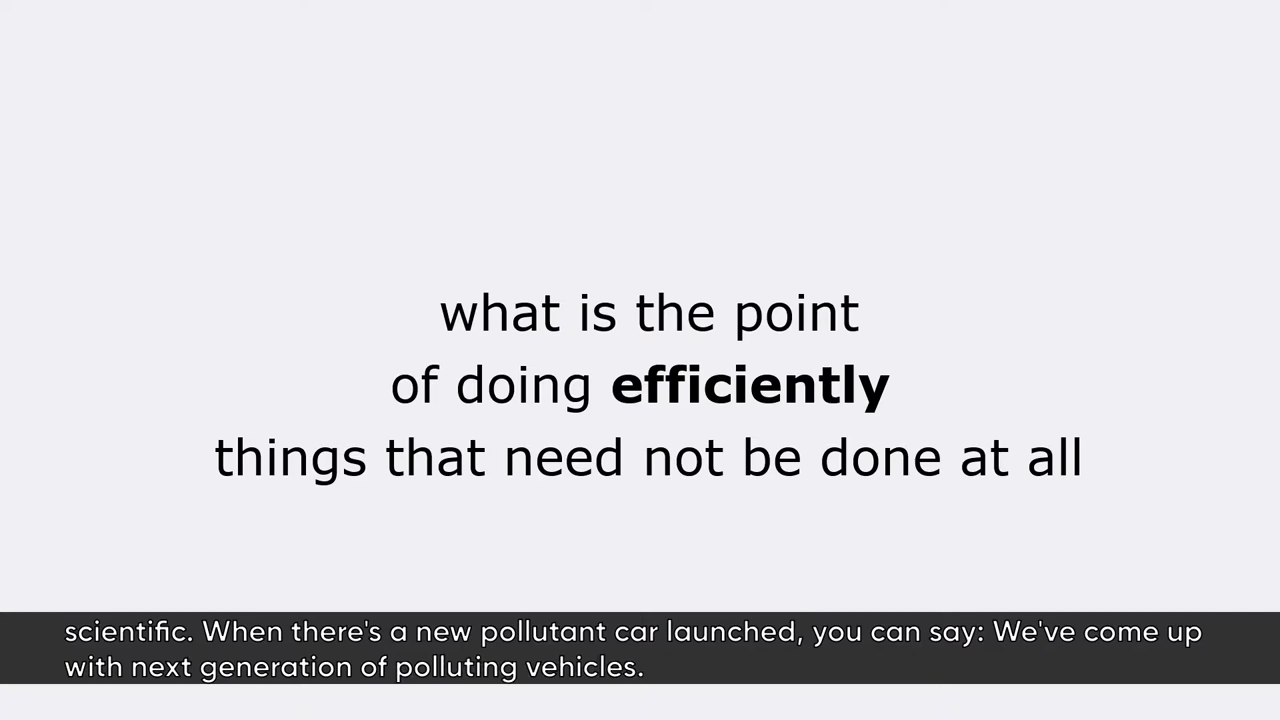 what is the point
of doing efficiently
things that need not be done at all
scientific. When there's a new pollutant car launched, you can say: We've come up
with next generation of polluting vehicles.